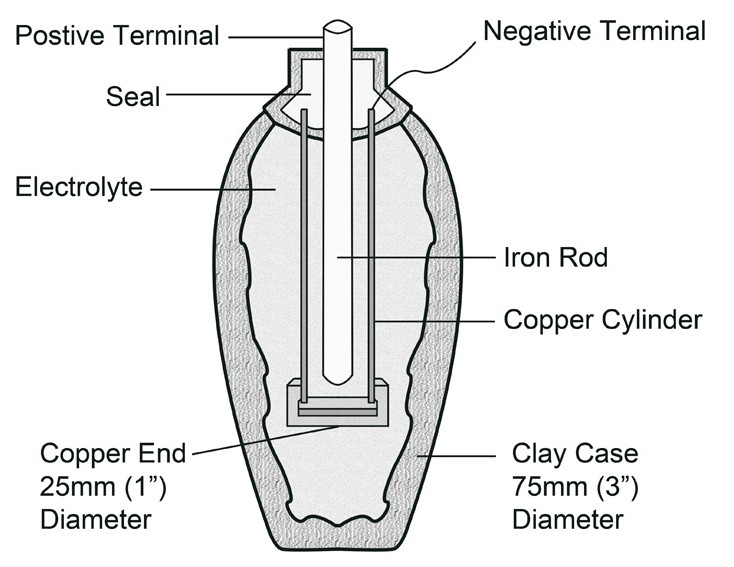 Postive Terminal
Negative Terminal
Seal
Electrolyte
Iron Rod
Copper Cylinder
Copper End
25mm (1”)
Diameter
Clay Case
75mm (3”)
Diameter